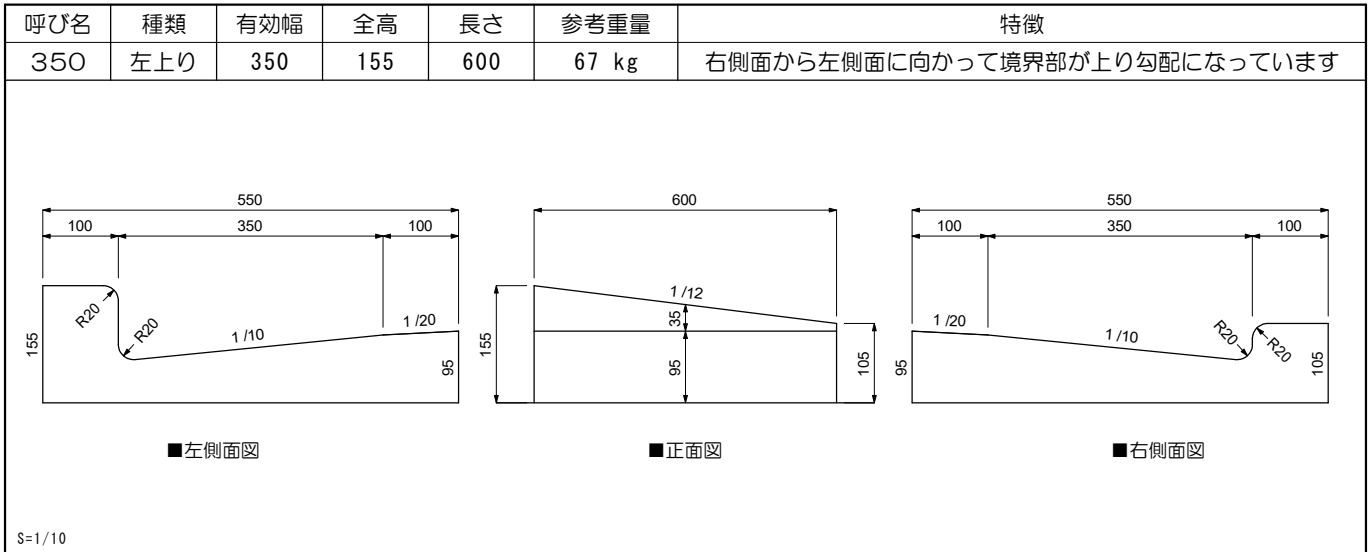 呼び名 種類 有効幅 全高 長さ 参考重量 特徴
350 左上り 350 155 600 67 kg 右側面から左側面に向かって境界部が上り勾配になっています
550 600 550
100 350 100 100 350 100
R20 R20 1/10 1/20 155 95
1/12 35 155 95 105
1/20 1/10 R20 R20 95 105
■左側面図 ■正面図 ■右側面図
S=1/10